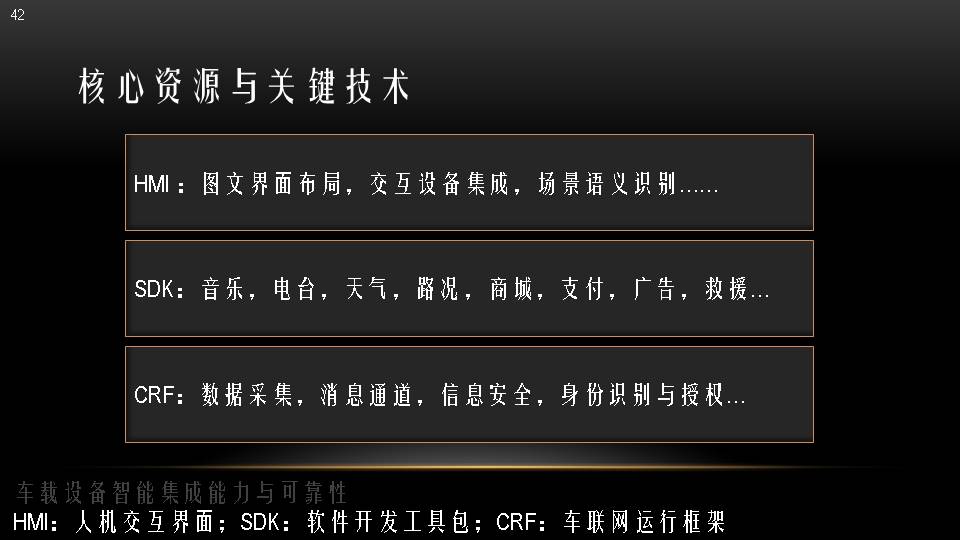 42
核心资源与关键技术
HMI：图文界面布局，交互设备集成，场景语义识别……
SDK：音乐，电台，天气，路况，商城，支付，广告，救援…
CRF：数据采集，消息通道，信息安全，身份识别与授权…
车载设备智能集成能力与可靠性
HMI：人机交互界面；SDK：软件开发工具包；CRF：车联网运行框架